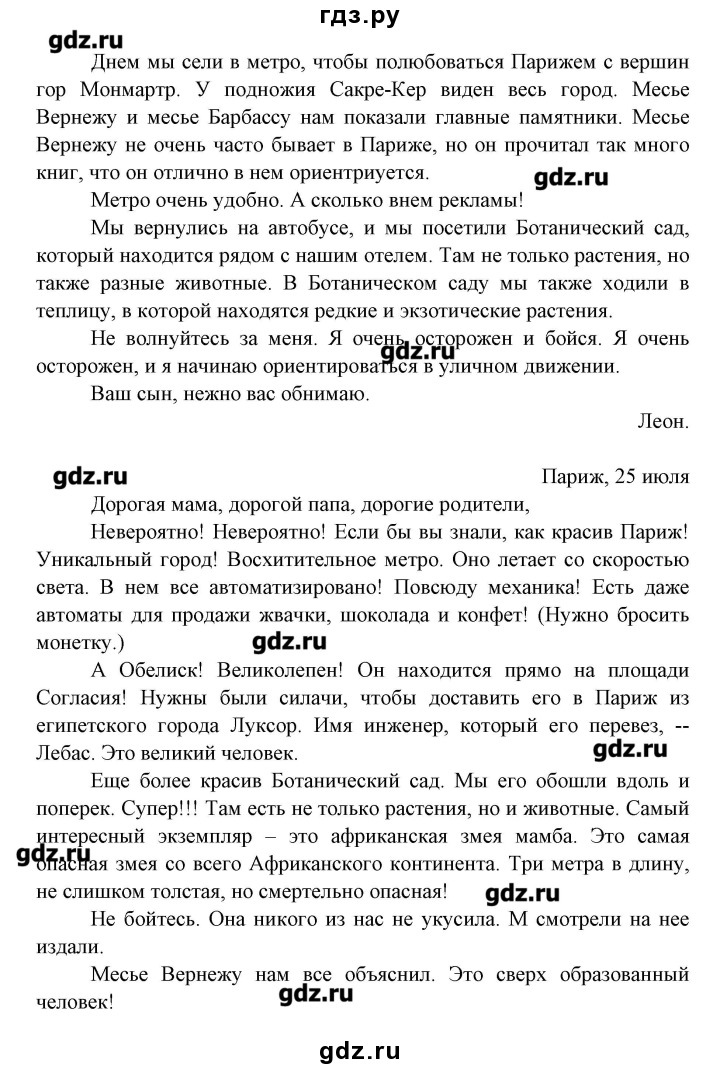 гдз.ру
gdz.ru
Днем мы сели в метро, чтобы полюбоваться Парижем с вершин
гор Монмартр. У подножия Сакре-Кер виден весь город. Месье
Вернежу и месье Барбассу нам показали главные памятники. Месье
Вернежу не очень часто бывает в Париже, но он прочитал так много
книг, что он отлично в нем ориентриуется.
gdz.ru
Метро очень удобно. А сколько внем рекламы!
Мы вернулись на автобусе, и мы посетили Ботанический сад,
который находится рядом с нашим отелем. Там не только растения, но
также разные животные. В Ботаническом саду мы также ходили в
теплицу, в которой находятся редкие и экзотические растения.
Не волнуйтесь за меня. Я очень осторожен и бойся. Я очень
gdz.ru
осторожен, и я начинаю ориентироваться в уличном движении.
Ваш сын, нежно вас обнимаю.
Леон.
gdz.ru
Париж, 25 июля
Дорогая мама, дорогой папа, дорогие родители,
Невероятно! Невероятно! Если бы вы знали, как красив Париж!
Уникальный город! Восхитительное метро. Оно летает со скоростью
света. В нем все автоматизировано! Повсюду механика! Есть даже
автоматы для продажи жвачки, шоколада и конфет! (Нужно бросить
монетку.)
gdz.ru
А Обелиск! Великолепен! Он находится прямо на площади
Согласия! Нужны были силачи, чтобы доставить его в Париж из
египетского города Луксор. Имя инженер, который его перевез, --
Лебас. Это великий человек.
gdz.ru
Еще более красив Ботанический сад. Мы его обошли вдоль и
поперек. Супер!!! Там есть не только растения, но и животные. Самый
интересный экземпляр – это африканская змея мамба. Это самая
gdz.ru
опасная змея со всего Африканского континента. Три метра в длину,
не слишком толстая, но смертельно опасная!
gdz.ru
Не бойтесь. Она никого из нас не укусила. М смотрели на нее
издали.
Месье Вернежу нам все объяснил. Это сверх образованный
человек!
gdz.ru
gdz.ru